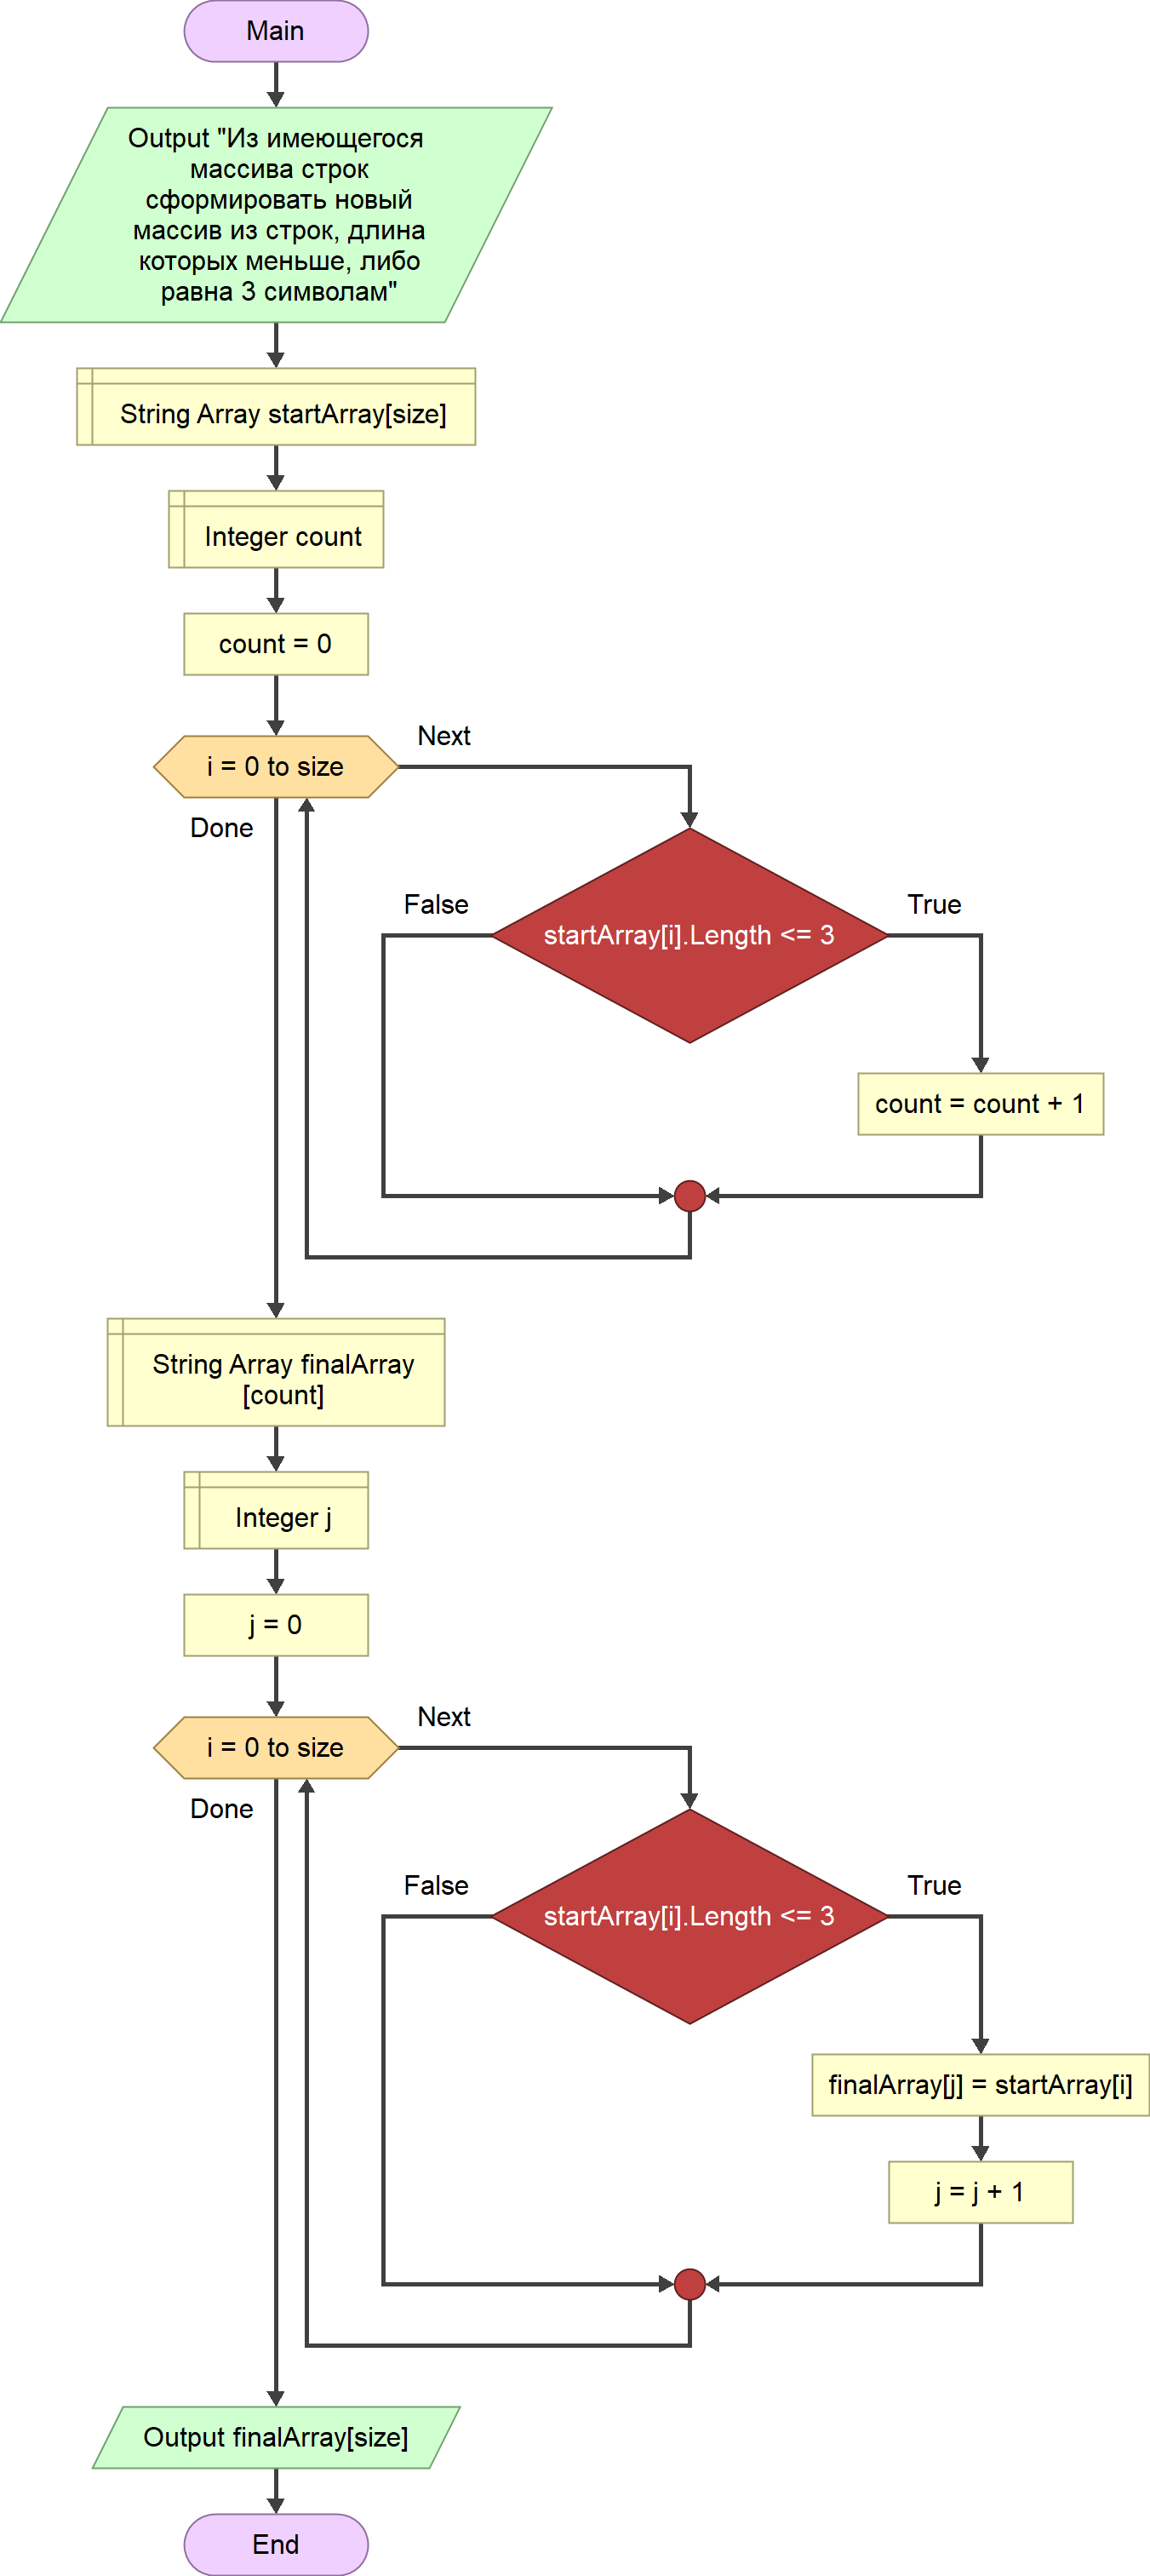 Main
Output "Из имеющегося
массива строк
сформировать новый
массив из строк, длина
которых меньше, либо
равна 3 символам"
String Array startArray[size]
Integer count
count = 0
i = 0 to size
Next
Done
False
startArray[i].Length <= 3
True
count = count + 1
String Array finalArray
[count]
Integer j
j = 0
i = 0 to size
Next
Done
False
startArray[i].Length <= 3
True
finalArray[j] = startArray[i]
j = j + 1
Output finalArray[size]
End